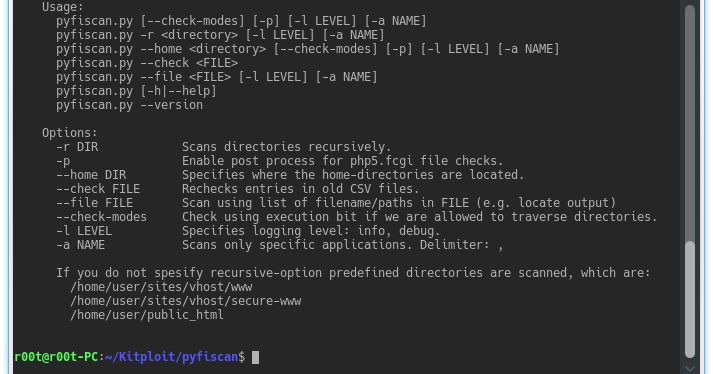 Usage:
pyfiscan.py [--check-modes] [-p] [-l LEVEL] [-a NAME]
pyfiscan.py -r <directory> [-l LEVEL] [-a NAME]
pyfiscan.py --home <directory> [--check-modes] [-p] [-l LEVEL] [-a NAME]
pyfiscan.py --check <FILE>
pyfiscan.py --file <FILE> [-l LEVEL] [-a NAME]
pyfiscan.py [-h|--help]
pyfiscan.py --version
Options:
-r DIR Scans directories recursively.
-p Enable post process for php5.fcgi file checks.
--home DIR Specifies where the home-directories are located.
--check FILE Rechecks entries in old CSV files.
--file FILE Scan using list of filename/paths in FILE (e.g. locate output)
--check-modes Check using execution bit if we are allowed to traverse directories.
-l LEVEL Specifies logging level: info, debug.
-a NAME Scans only specific applications. Delimiter: ,
If you do not spesify recursive-option predefined directories are scanned, which are:
/home/user/sites/vhost/www
/home/user/sites/vhost/secure-www
/home/user/public_html
r00t@r00t-PC:~/Kitploit/pyfiscan$